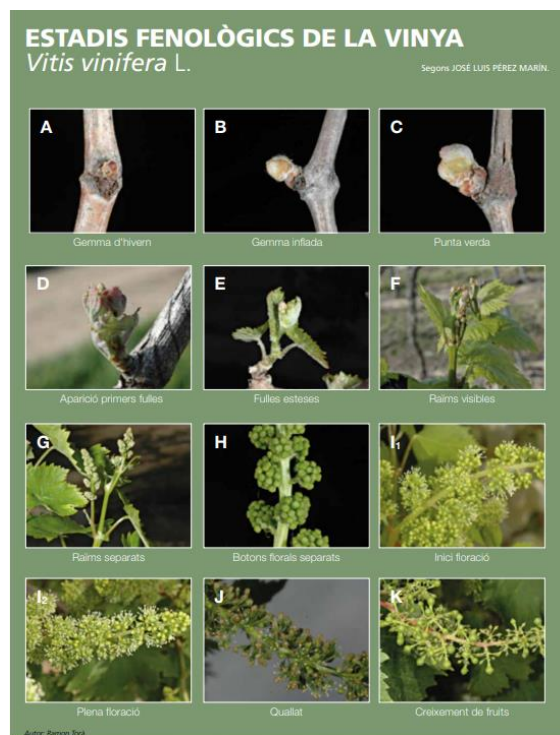 ESTADIS FENOLÒGICS DE LA VINYA
Vitis vinifera L.
Segons JOSÉ LUIS PÉREZ MARÍN.
A
B
C
Gemma d'hivern
Gemma inflada
Punta verda
D
E
F
Aparició primers fulles
Fulles esteses
Raïms visibles
G
H
I1
Raïms separats
Botons florals separats
Inici floració
I2
J
K
Plena floració
Quallat
Creixement de fruits
Autor: Ramon Torà